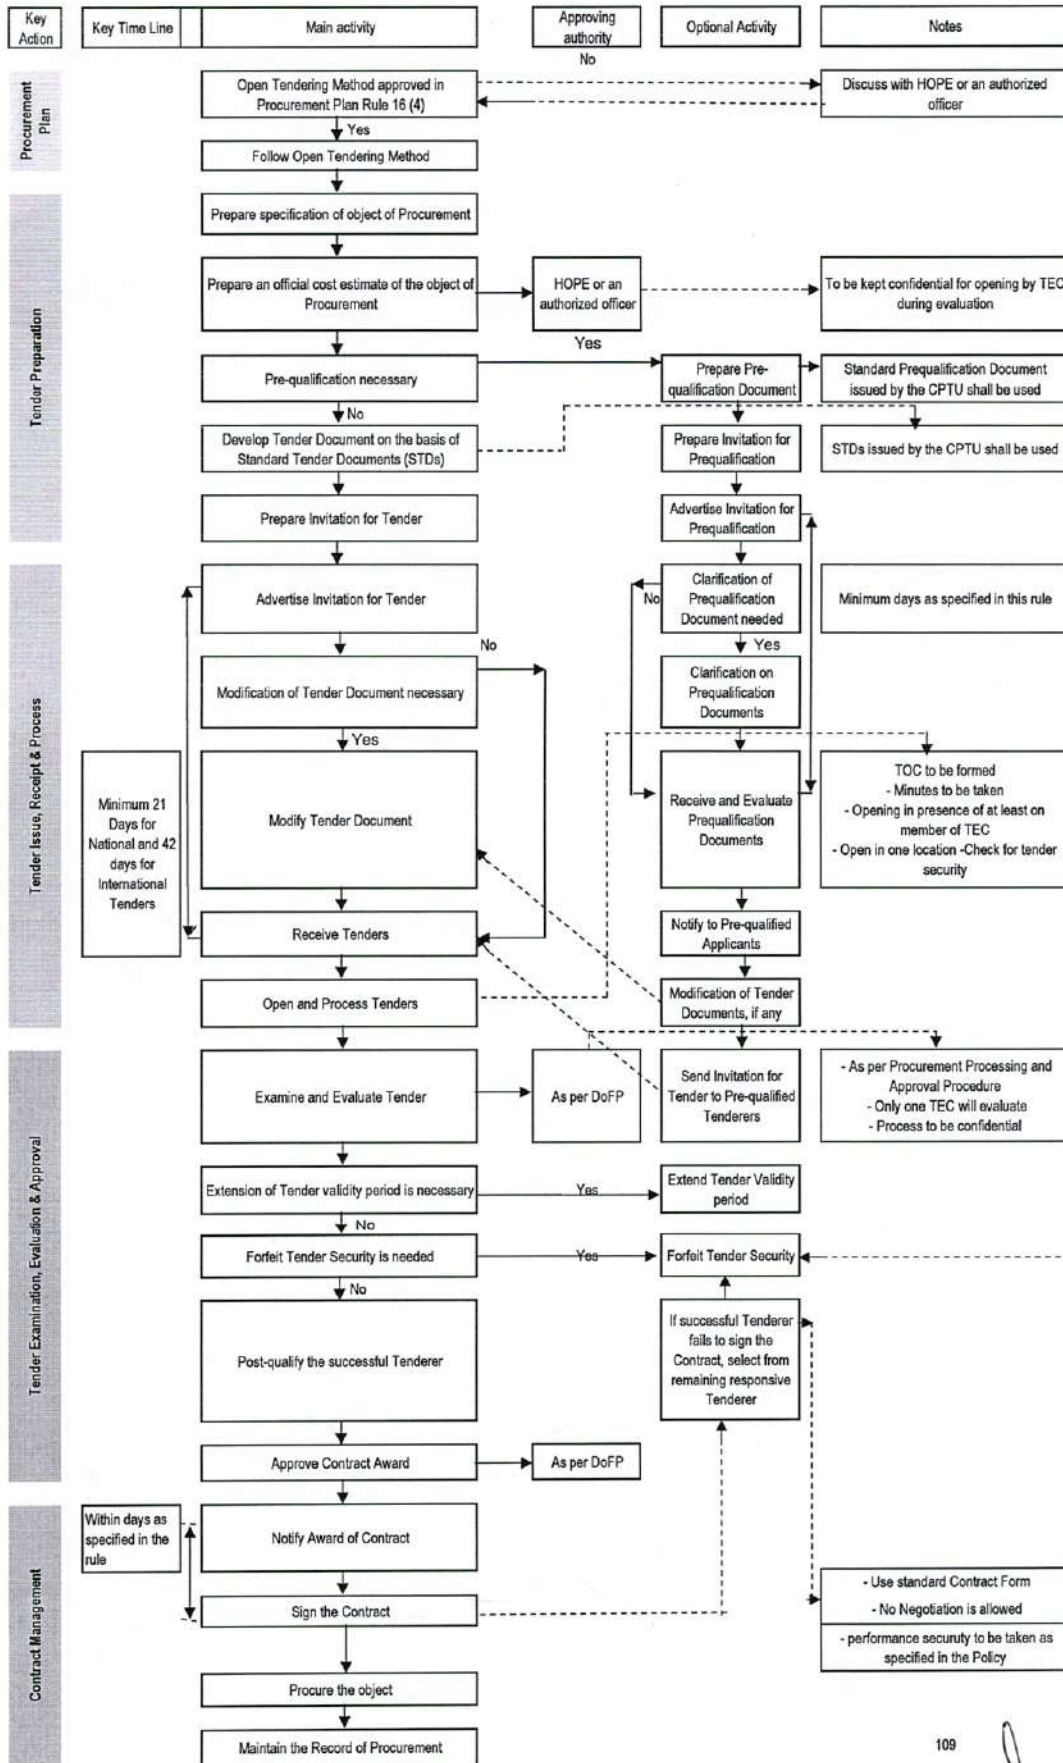 Key
Action
Key Time Line
Main activity
Approving
authority
Optional Activity
Notes
No
Procurement
Plan
Open Tendering Method approved in
Procurement Plan Rule 16 (4)
Discuss with HOPE or an authorized
officer
Yes
Follow Open Tendering Method
Tender Preparation
Prepare specification of object of Procurement
Prepare an official cost estimate of the object of
Procurement
HOPE or an
authorized officer
To be kept confidential for opening by TEC
during evaluation
Yes
Pre-qualification necessary
Prepare Pre-
qualification Document
Standard Prequalification Document
issued by the CPTU shall be used
No
Develop Tender Document on the basis of
Standard Tender Documents (STDs)
Prepare Invitation for
Prequalification
STDs issued by the CPTU shall be used
Prepare Invitation for Tender
Advertise Invitation for
Prequalification
Tender Issue, Receipt & Process
Advertise Invitation for Tender
No
Clarification of
Prequalification
Document needed
Minimum days as specified in this rule
No
Yes
Modification of Tender Document necessary
Clarification on
Prequalification
Documents
Yes
Minimum 21
Days for
National and 42
days for
International
Tenders
Modify Tender Document
Receive and Evaluate
Prequalification
Documents
TOC to be formed
- Minutes to be taken
- Opening in presence of at least on
member of TEC
- Open in one location -Check for tender
security
Receive Tenders
Notify to Pre-qualified
Applicants
Open and Process Tenders
Modification of Tender
Documents, if any
Tender Examination, Evaluation & Approval
Examine and Evaluate Tender
As per DoFP
Send Invitation for
Tender to Pre-qualified
Tenderers
- As per Procurement Processing and
Approval Procedure
- Only one TEC will evaluate
- Process to be confidential
Extension of Tender validity period is necessary
Yes
Extend Tender Validity
period
No
Forfeit Tender Security is needed
Yes
Forfeit Tender Security
No
Post-qualify the successful Tenderer
If successful Tenderer
fails to sign the
Contract, select from
remaining responsive
Tenderer
Approve Contract Award
As per DoFP
Contract Management
Within days as
specified in the
rule
Notify Award of Contract
Sign the Contract
- Use standard Contract Form
- No Negotiation is allowed
- performance securuty to be taken as
specified in the Policy
Procure the object
Maintain the Record of Procurement
109